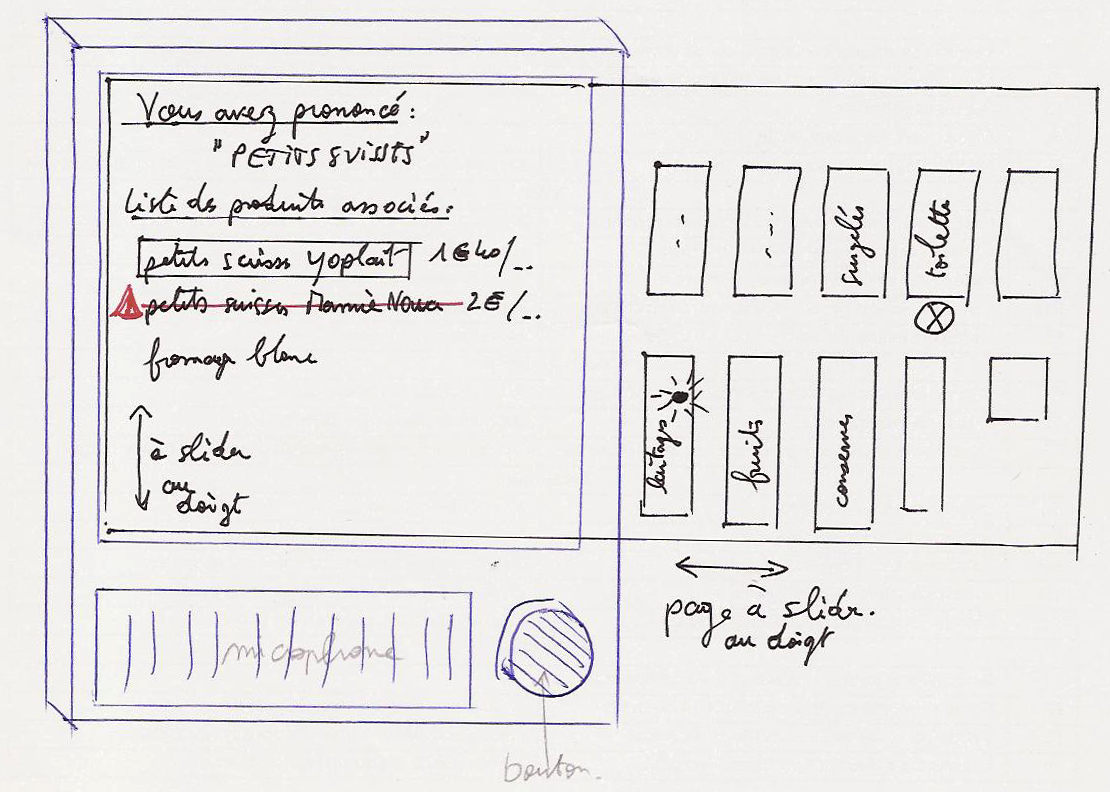 Vous avez prononcé :
"PETITS SUISSES"
Liste des produits associés :
petits suisses yoplait 1€40/..
petits suisses Mamie Nova 2€/..
fromage blanc
à slider
au
doigt
microphone
bouton.
surgelés
toilette
laitages
fruits
conserves
page à slider.
au doigt